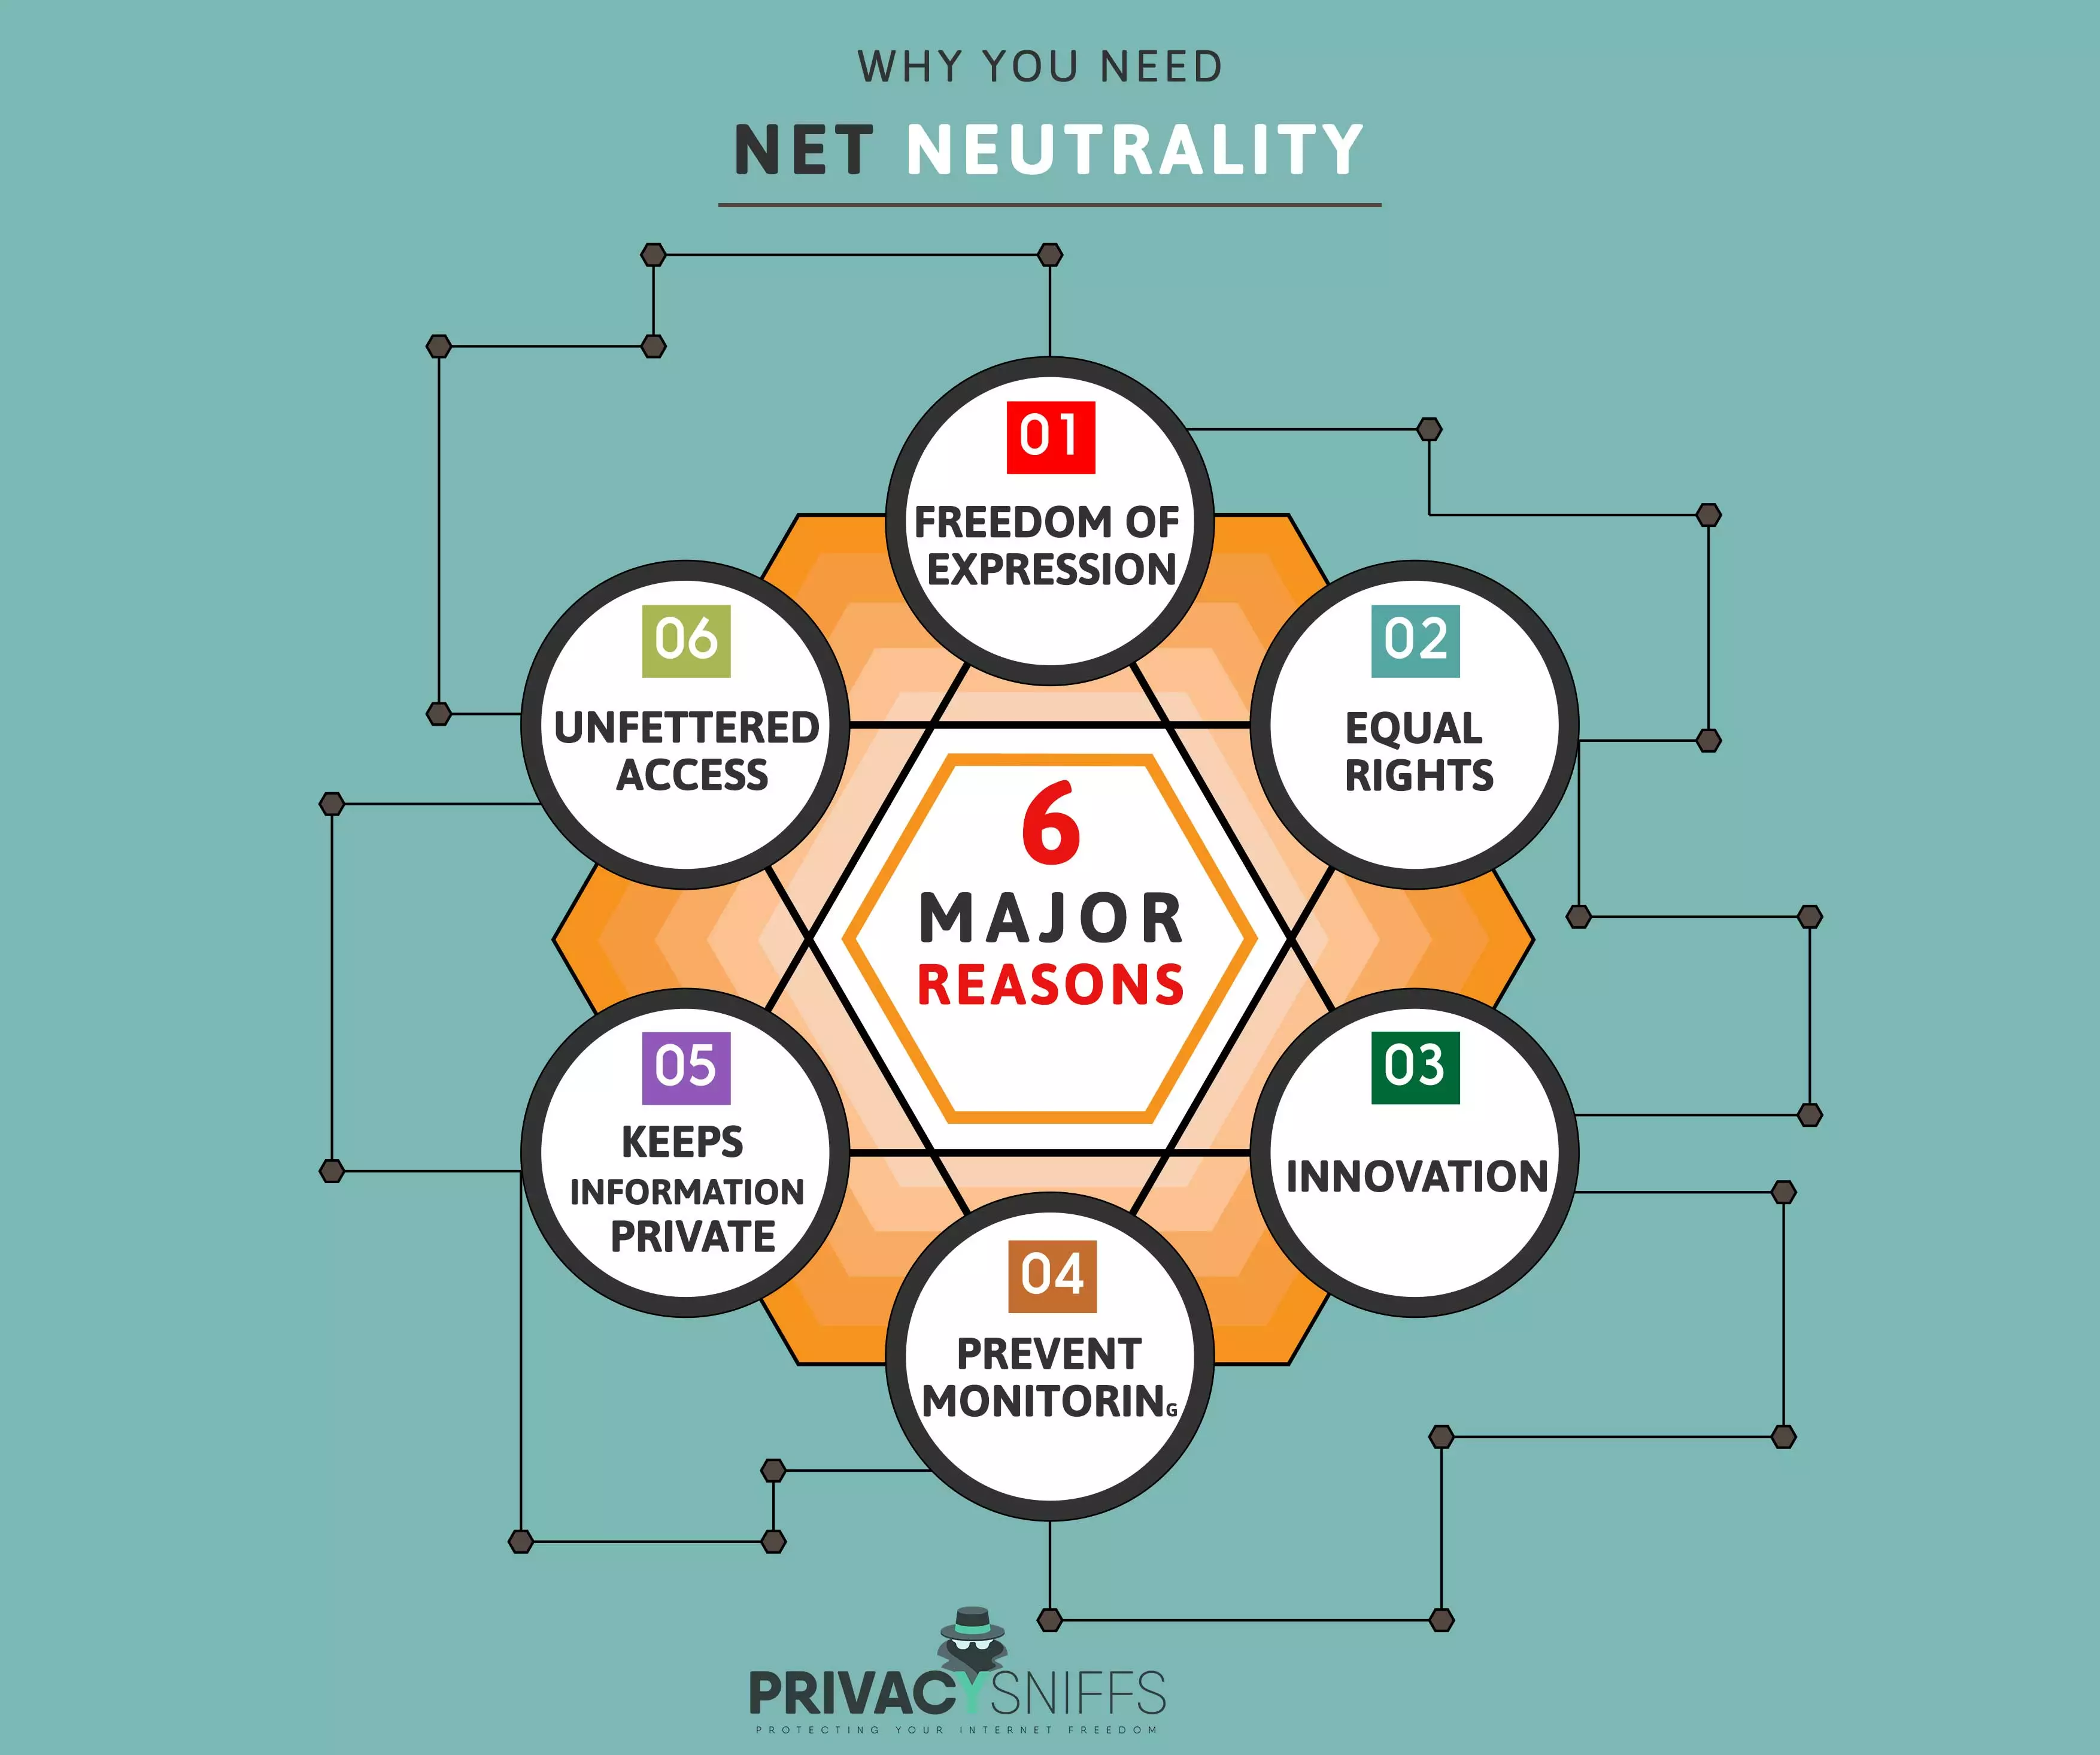 WHY YOU NEED
NET NEUTRALITY
01
FREEDOM OF
EXPRESSION
02
EQUAL
RIGHTS
03
INNOVATION
04
PREVENT
MONITORING
05
KEEPS
INFORMATION
PRIVATE
06
UNFETTERED
ACCESS
6
MAJOR
REASONS
PRIVACYSNIFFS
PROTECTING YOUR INTERNET FREEDOM